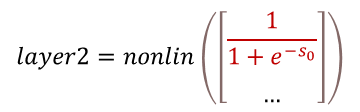 layer2 = nonlin([1 / (1 + e^{-s_0})
...])